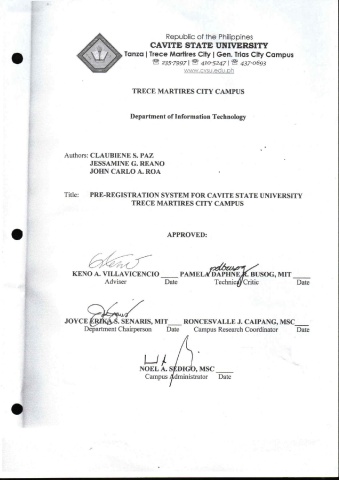 Republic of the Philippines
CAVITE STATE UNIVERSITY
Tanza | Trece Martires City | Gen. Trias City Campus
☎ 235-7997 | ☎ 410-5247 | ☎ 437-0693
www.cvsu.edu.ph
TRECE MARTIRES CITY CAMPUS
Department of Information Technology
Authors: CLAUBIENE S. PAZ
JESSAMINE G. REANO
JOHN CARLO A. ROA
Title: PRE-REGISTRATION SYSTEM FOR CAVITE STATE UNIVERSITY
TRECE MARTIRES CITY CAMPUS
APPROVED:
KENO A. VILLAVICENCIO ____ PAMELA DAPHNE R. BUSOG, MIT ____
Adviser Date Technical Critic Date
JOYCE ERIKA S. SENARIS, MIT ____ RONCESVALLE J. CAIPANG, MSC ____
Department Chairperson Date Campus Research Coordinator Date
NOEL A. SEDIGO, MSC ____
Campus Administrator Date